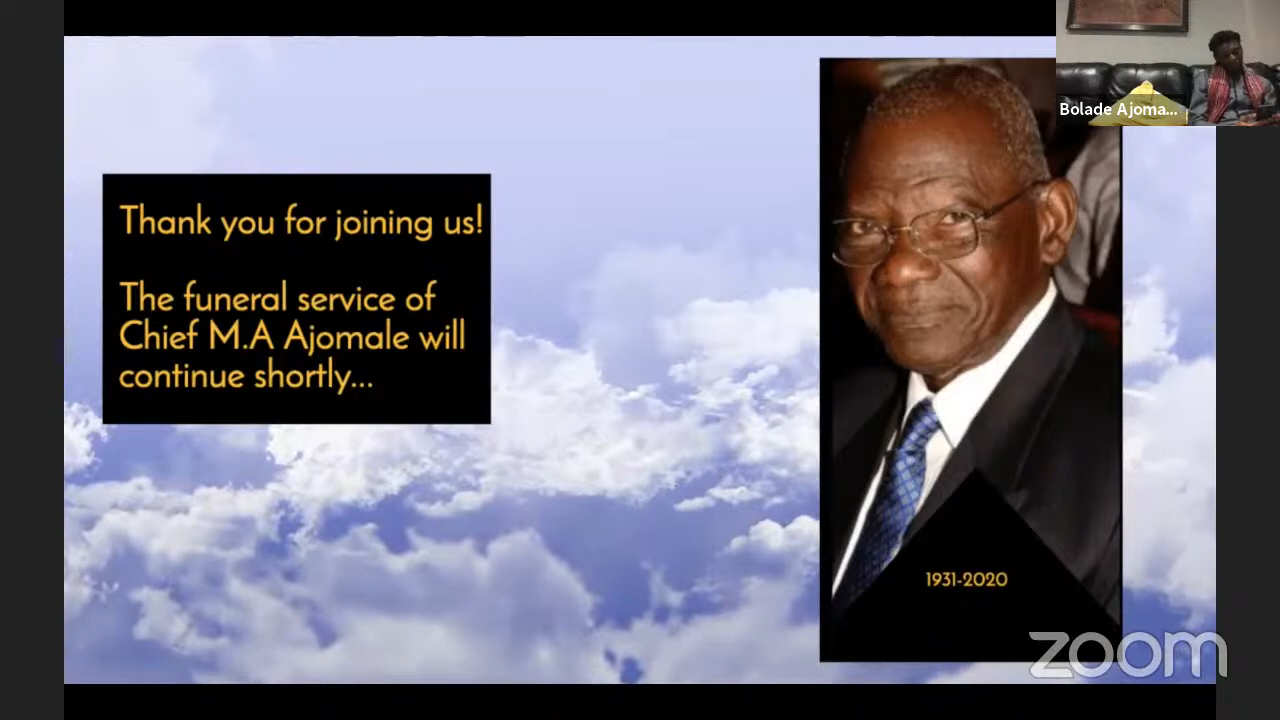 Thank you for joining us!
The funeral service of
Chief M.A Ajomale will
continue shortly...
Bolade Ajoma...
1931-2020
zoom